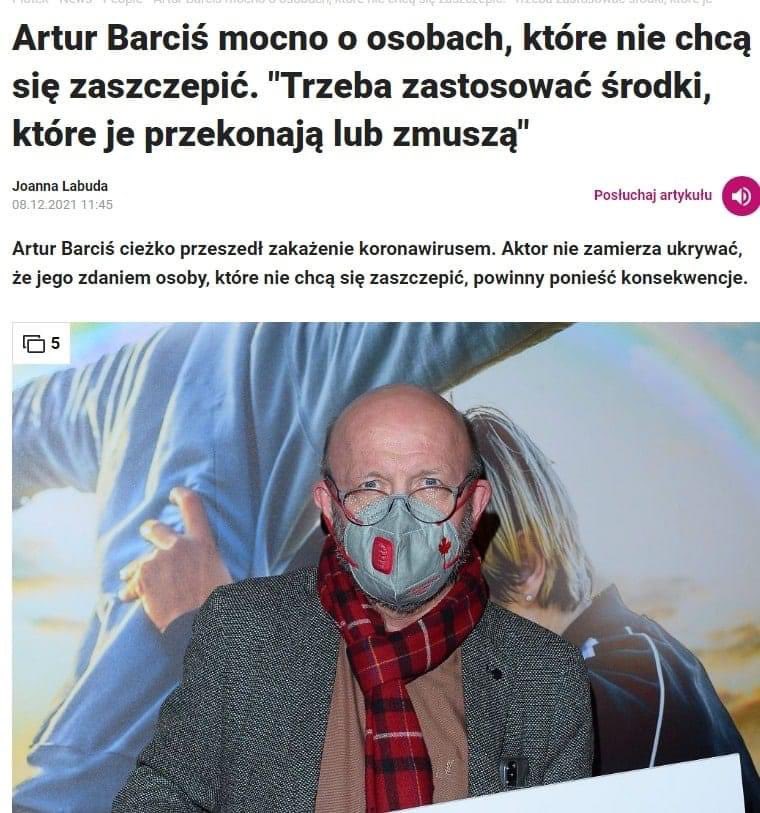 Artur Barciś mocno o osobach, które nie chcą
się zaszczepić. "Trzeba zastosować środki,
które je przekonają lub zmuszą"
Joanna Labuda
08.12.2021 11:45
Posłuchaj artykułu
Artur Barciś cieżko przeszedł zakażenie koronawirusem. Aktor nie zamierza ukrywać,
że jego zdaniem osoby, które nie chcą się zaszczepić, powinny ponieść konsekwencje.
5